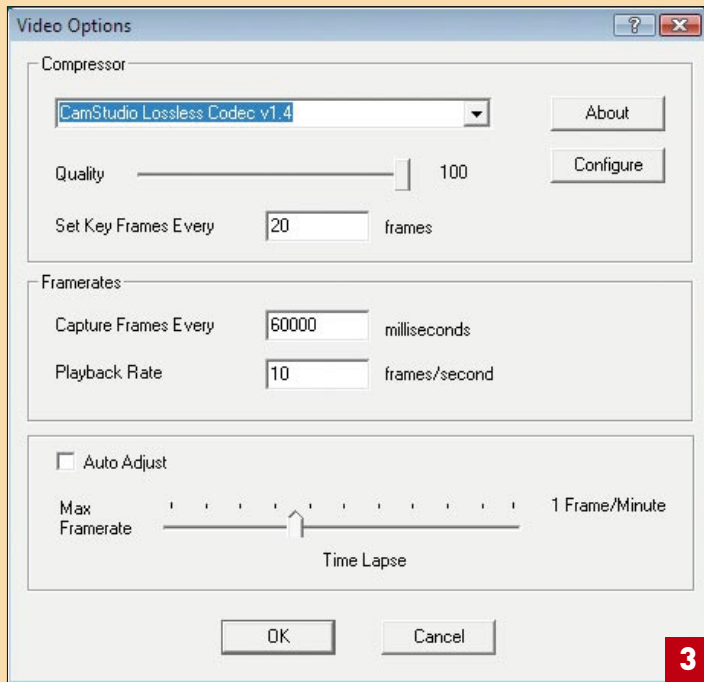 Video Options
Compressor
CamStudio Lossless Codec v1.4
About
Quality 100
Configure
Set Key Frames Every 20 frames
Framerates
Capture Frames Every 60000 milliseconds
Playback Rate 10 frames/second
Auto Adjust
Max Framerate
1 Frame/Minute
Time Lapse
OK Cancel
3